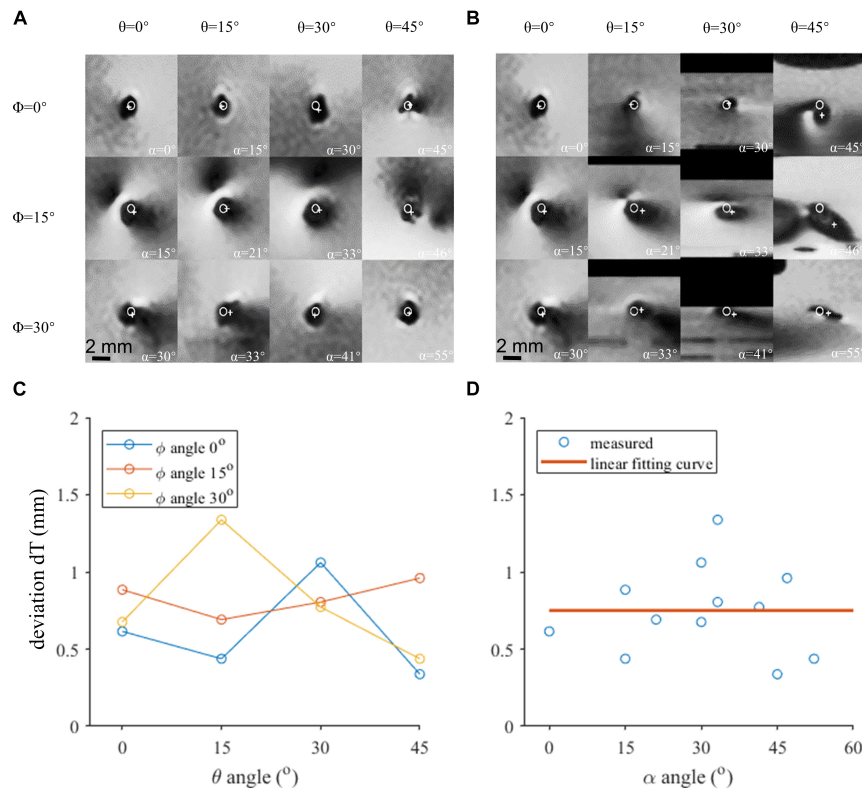 A
B
θ=0° θ=15° θ=30° θ=45°
θ=0° θ=15° θ=30° θ=45°
Φ=0°
α=0° α=15° α=30° α=45°
α=0° α=15° α=30° α=45°
Φ=15°
α=15° α=21° α=33° α=46°
α=15° α=21° α=33° α=46°
Φ=30°
2 mm
α=30° α=33° α=41° α=55°
2 mm
α=30° α=33° α=41° α=55°
C
2
1.5
1
0.5
0
deviation dT (mm)
ϕ angle 0°
ϕ angle 15°
ϕ angle 30°
0 15 30 45
θ angle (°)
D
2
1.5
1
0.5
0
measured
linear fitting curve
0 15 30 45 60
α angle (°)